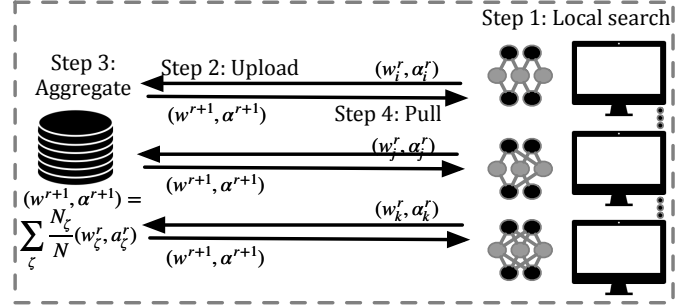 Step 1: Local search
Step 3:
Aggregate
Step 2: Upload
(w_i^r, α_i^r)
(w^{r+1}, α^{r+1})
Step 4: Pull
(w_j^r, α_j^r)
(w^{r+1}, α^{r+1})
(w^{r+1}, α^{r+1}) =
∑_ζ N_ζ/N (w_ζ^r, a_ζ^r)
(w_k^r, α_k^r)
(w^{r+1}, α^{r+1})